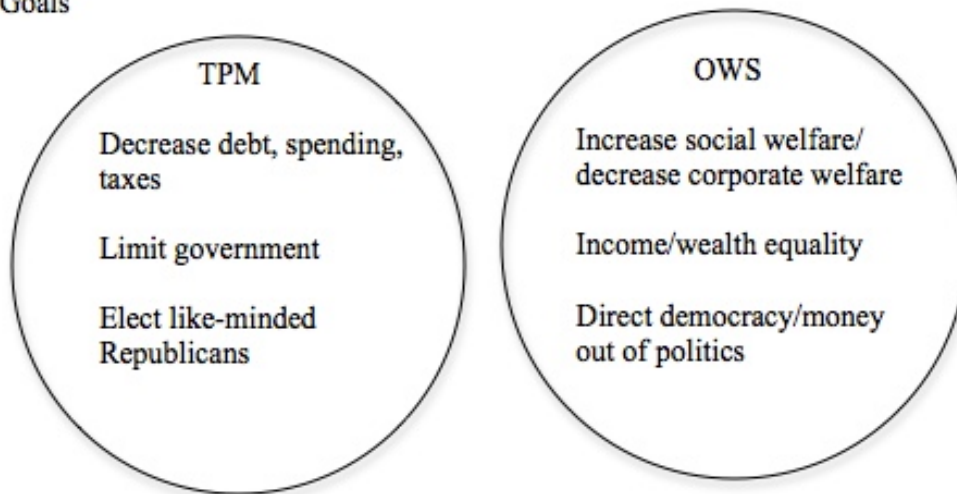 Goals
TPM
Decrease debt, spending,
taxes
Limit government
Elect like-minded
Republicans
OWS
Increase social welfare/
decrease corporate welfare
Income/wealth equality
Direct democracy/money
out of politics